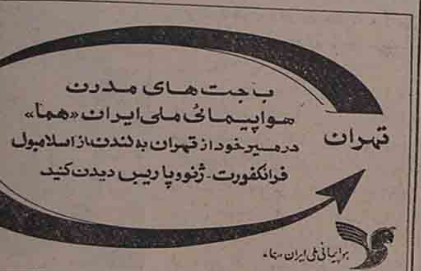 با جت های مدرن
هواپیمائی ملی ایران «هما»
در مسیر خود از تهران به لندن از اسلامبول
فرانکفورت - ژنو و پاریس دیدن کنید
تهران
هواپیمائی ملی ایران «هما»